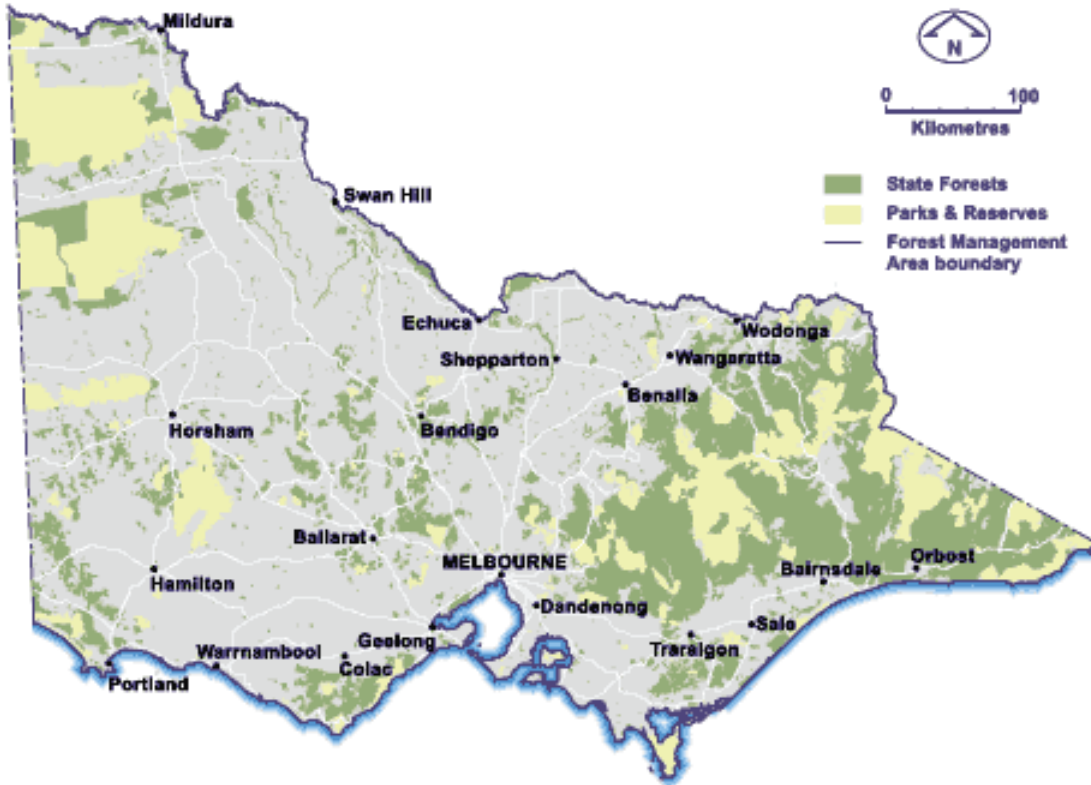 Mildura
N
0 100
Kilometres
State Forests
Parks & Reserves
Forest Management
Area boundary
Swan Hill
Echuca
Wodonga
Shepparton
Wangaratta
Benalla
Horsham
Bendigo
Ballarat
MELBOURNE
Orbost
Bairnsdale
Hamilton
Dandenong
Sale
Geelong
Traralgon
Warrnambool
Colac
Portland